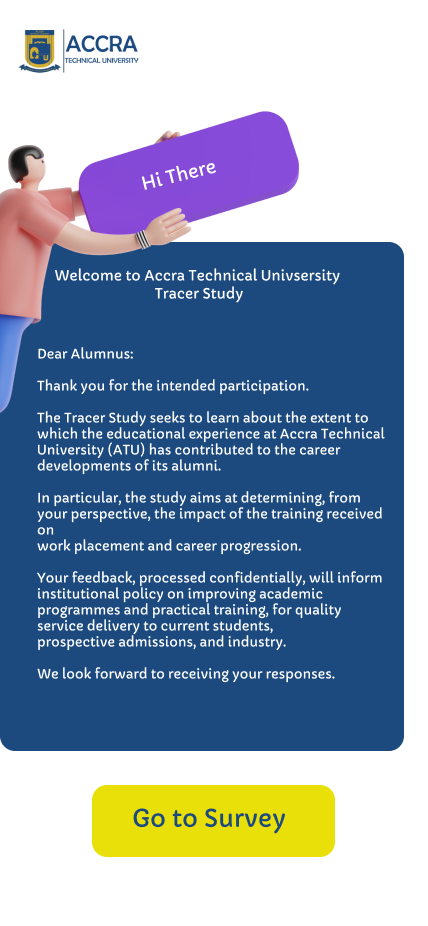 ACCRA
TECHNICAL UNIVERSITY
Hi There
Welcome to Accra Technical Univsersity
Tracer Study
Dear Alumnus:
Thank you for the intended participation.
The Tracer Study seeks to learn about the extent to
which the educational experience at Accra Technical
University (ATU) has contributed to the career
developments of its alumni.
In particular, the study aims at determining, from
your perspective, the impact of the training received
on
work placement and career progression.
Your feedback, processed confidentially, will inform
institutional policy on improving academic
programmes and practical training, for quality
service delivery to current students,
prospective admissions, and industry.
We look forward to receiving your responses.
Go to Survey